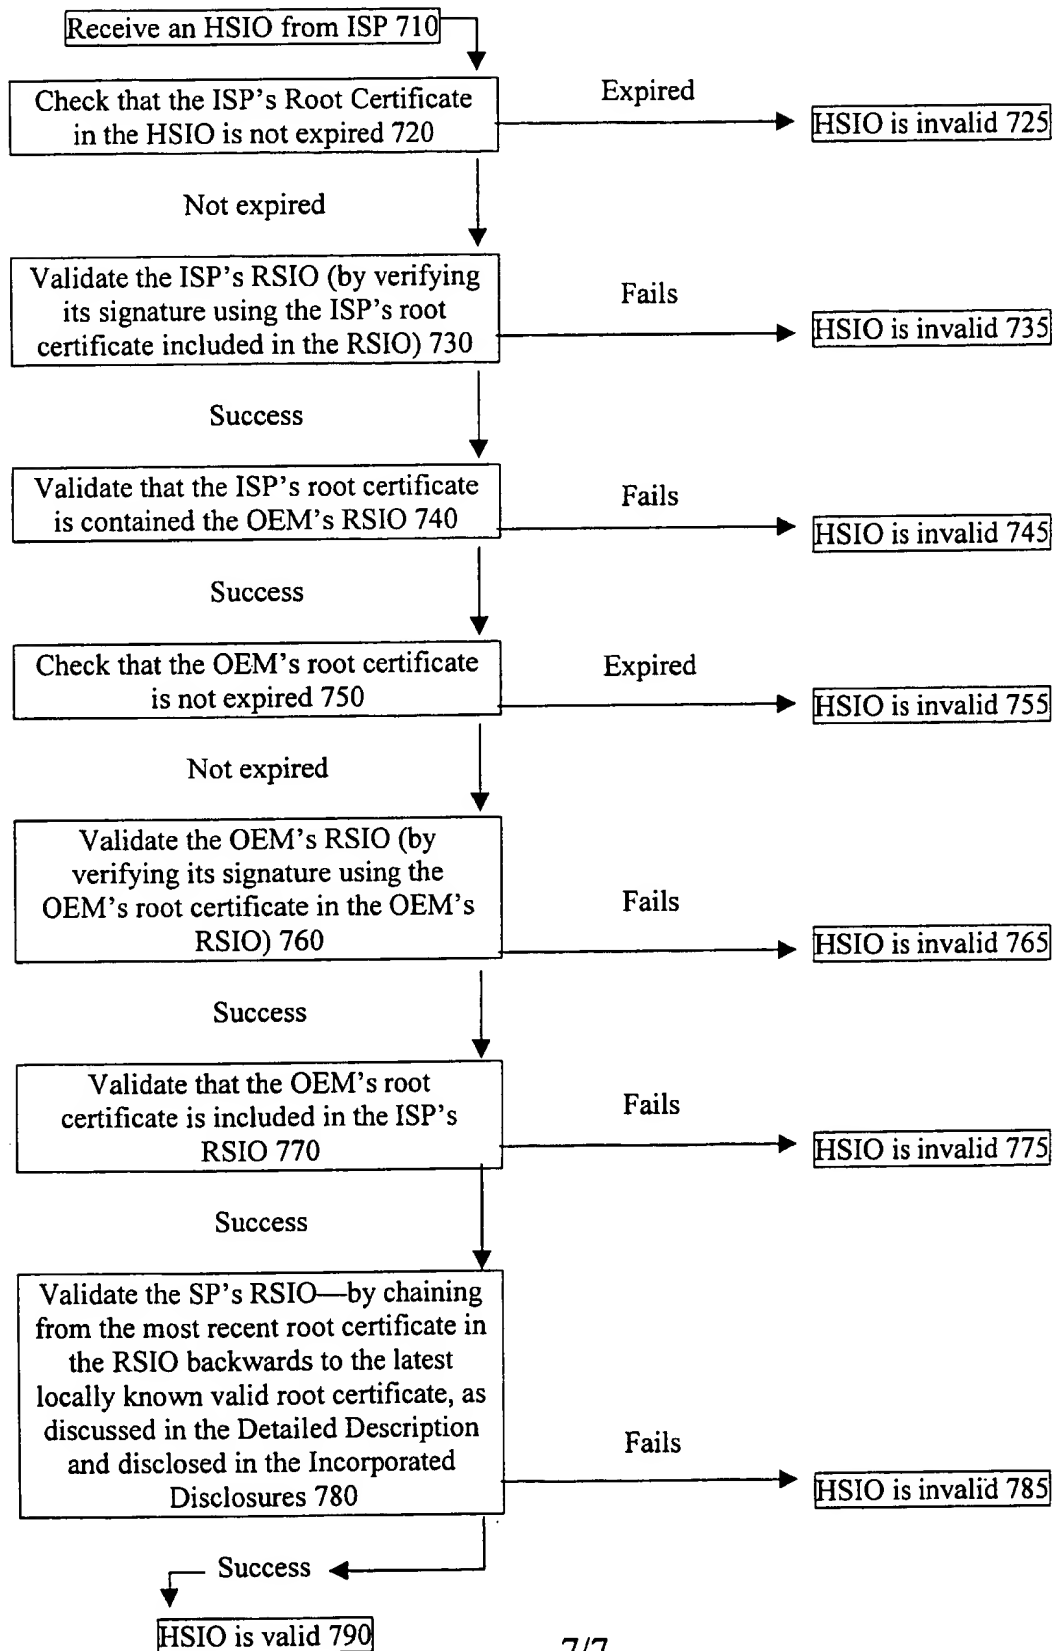 Receive an HSIO from ISP 710
Check that the ISP's Root Certificate
in the HSIO is not expired 720
Expired
HSIO is invalid 725
Not expired
Validate the ISP's RSIO (by verifying
its signature using the ISP's root
certificate included in the RSIO) 730
Fails
HSIO is invalid 735
Success
Validate that the ISP's root certificate
is contained the OEM's RSIO 740
Fails
HSIO is invalid 745
Success
Check that the OEM's root certificate
is not expired 750
Expired
HSIO is invalid 755
Not expired
Validate the OEM's RSIO (by
verifying its signature using the
OEM's root certificate in the OEM's
RSIO) 760
Fails
HSIO is invalid 765
Success
Validate that the OEM's root
certificate is included in the ISP's
RSIO 770
Fails
HSIO is invalid 775
Success
Validate the SP's RSIO—by chaining
from the most recent root certificate in
the RSIO backwards to the latest
locally known valid root certificate, as
discussed in the Detailed Description
and disclosed in the Incorporated
Disclosures 780
Fails
HSIO is invalid 785
Success
HSIO is valid 790
7/7